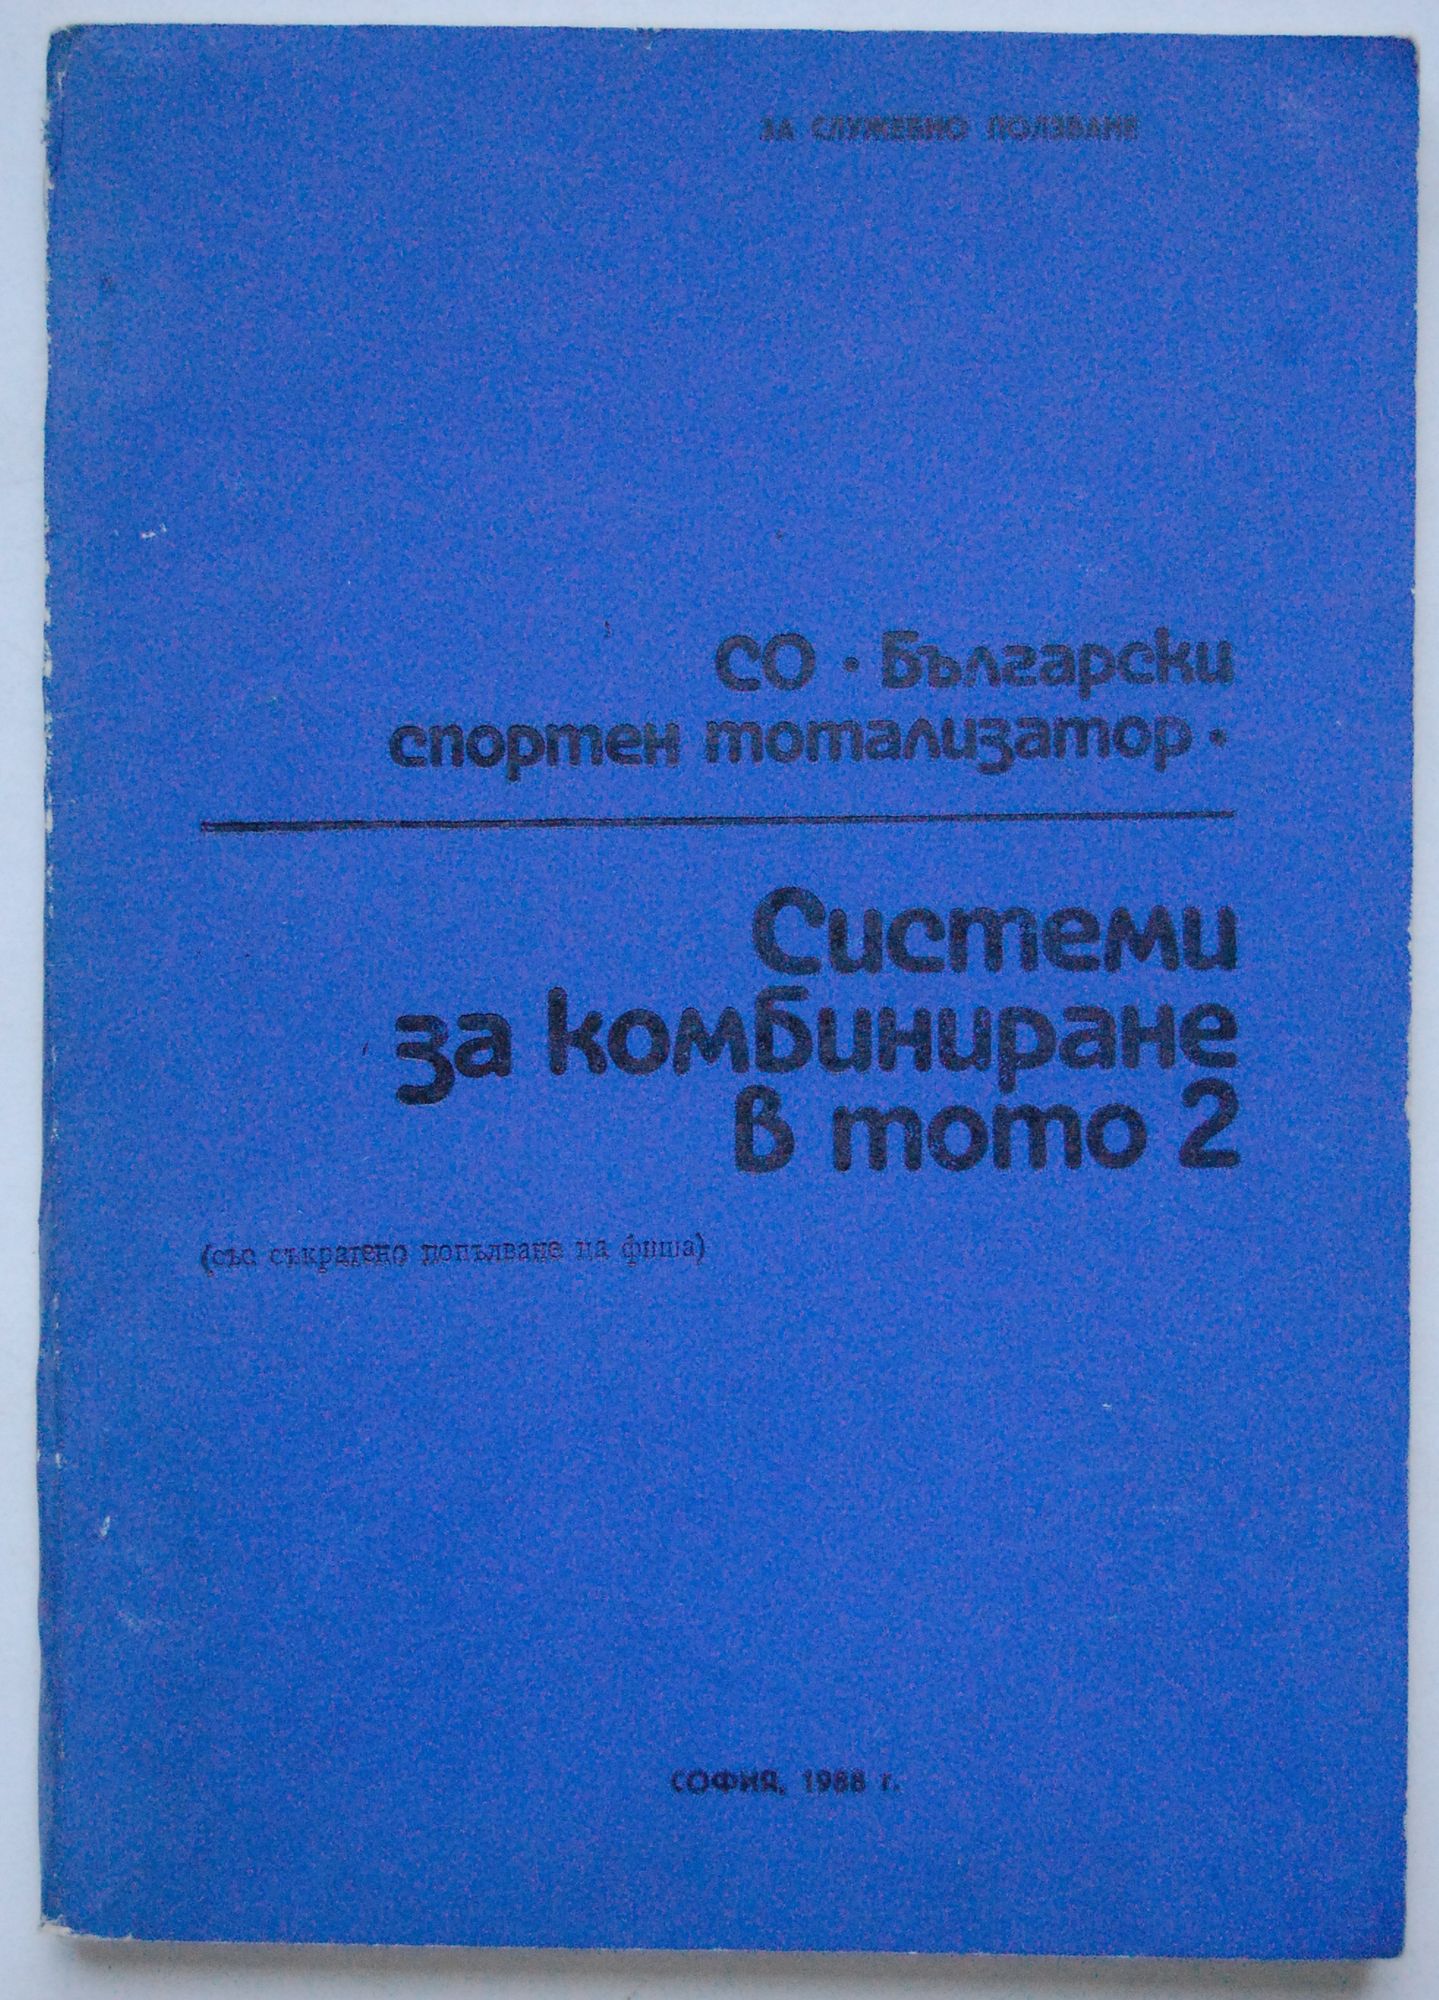 ЗА СЛУЖЕБНО ПОЛЗВАНЕ
СО • Български
спортен тотализатор •
Системи
за комбиниране
в тото 2
(със съкратено попълване на фиша)
СОФИЯ, 1988 г.